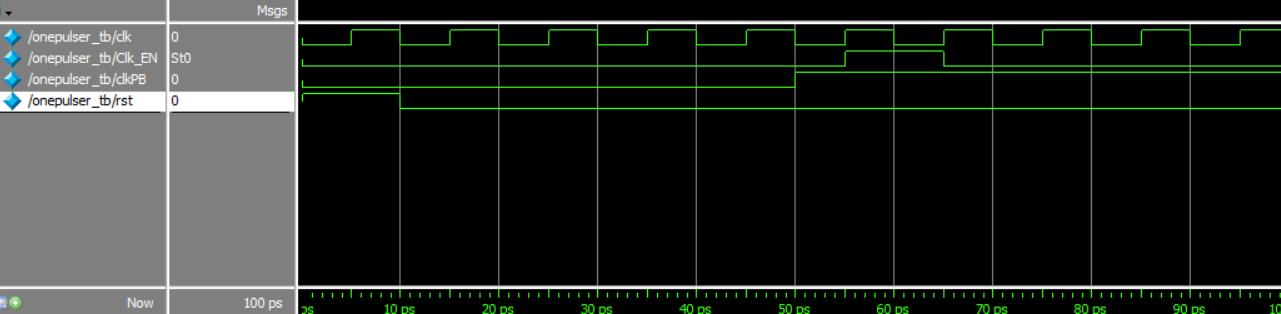 Msgs
/onepulser_tb/clk 0
/onepulser_tb/Clk_EN St0
/onepulser_tb/clkPB 0
/onepulser_tb/rst 0
Now 100 ps ps 10 ps 20 ps 30 ps 40 ps 50 ps 60 ps 70 ps 80 ps 90 ps 10